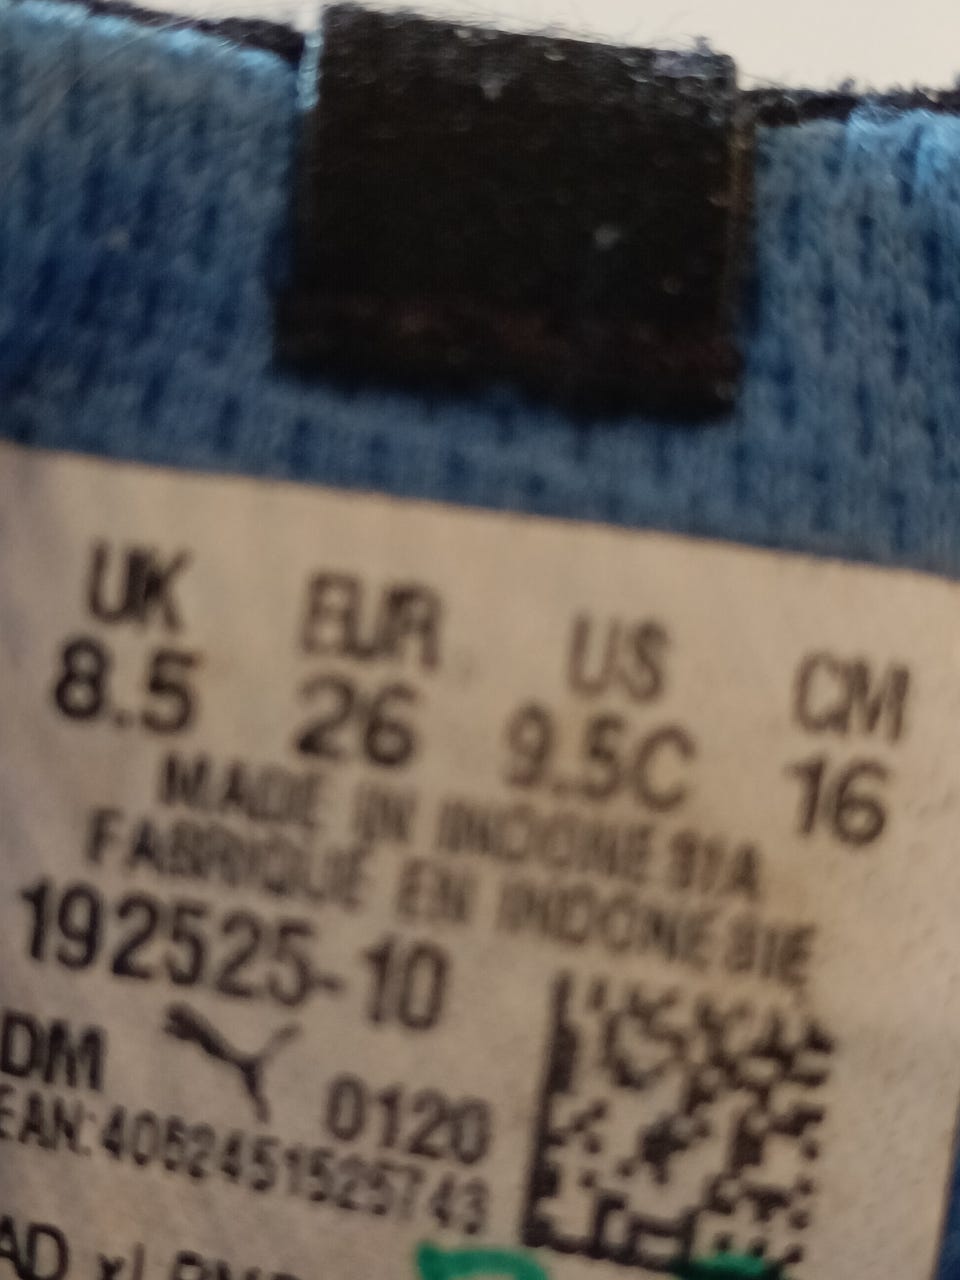 UK EUR US CM
8.5 26 9.5C 16
MADE IN INDONESIA
FABRIQUÉ EN INDONESIE
192525-10
DM 0120
EAN:4062451525743